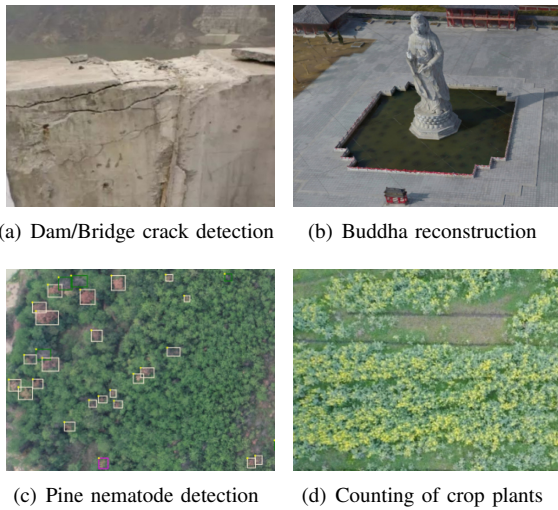 (a) Dam/Bridge crack detection
(b) Buddha reconstruction
(c) Pine nematode detection
(d) Counting of crop plants